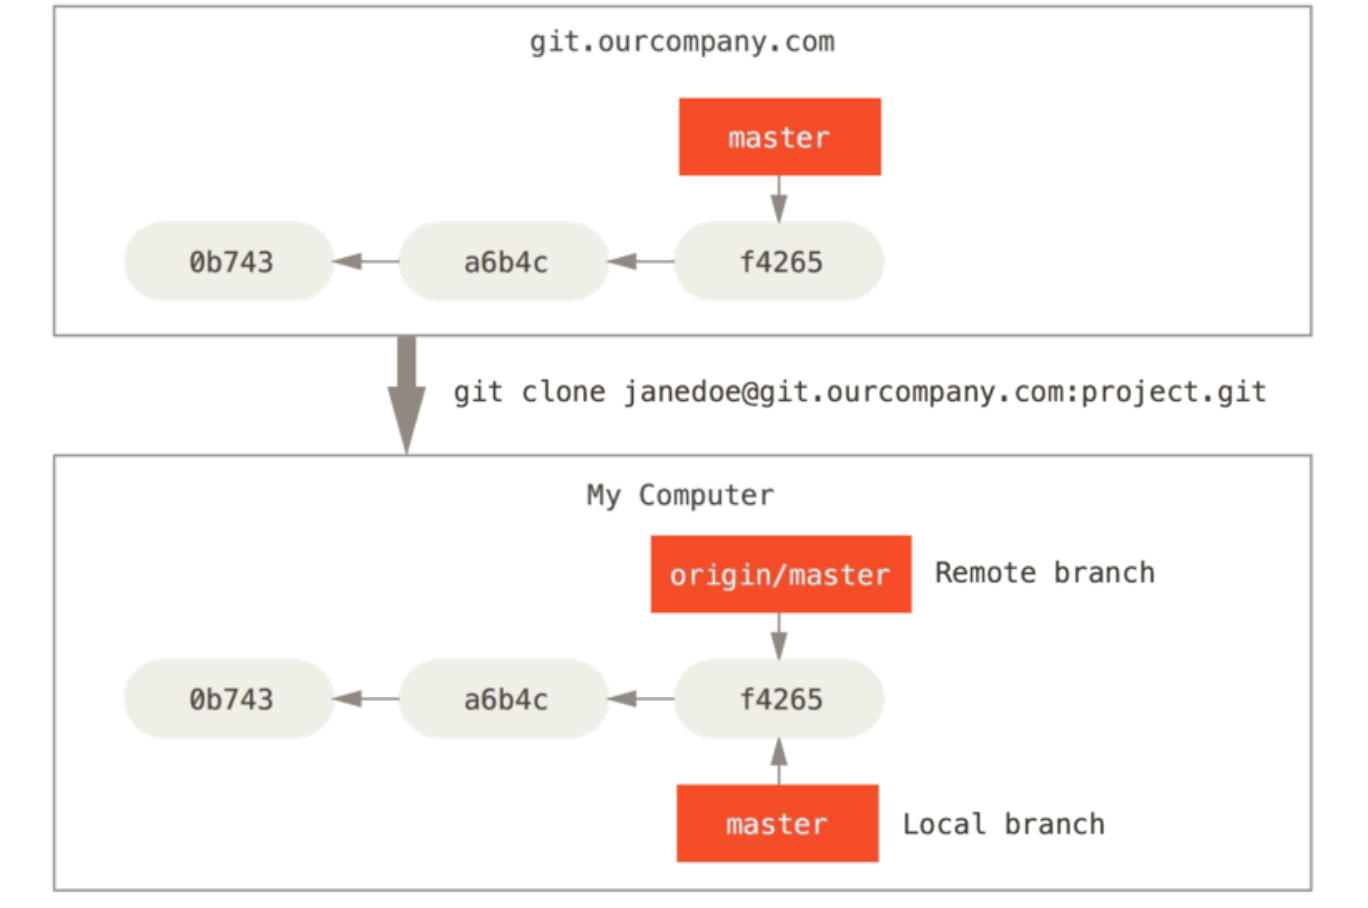 git.ourcompany.com
master
0b743
a6b4c
f4265
git clone janedoe@git.ourcompany.com:project.git
My Computer
origin/master
Remote branch
0b743
a6b4c
f4265
master
Local branch